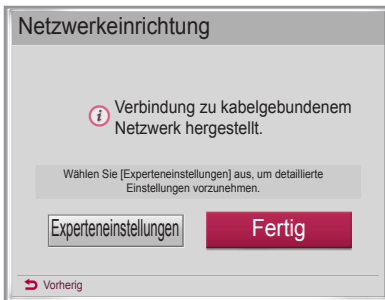 Netzwerkeinrichtung
Verbindung zu kabelgebundenem
Netzwerk hergestellt.
Wählen Sie [Experteneinstellungen] aus, um detaillierte
Einstellungen vorzunehmen.
Experteneinstellungen
Fertig
Vorherig